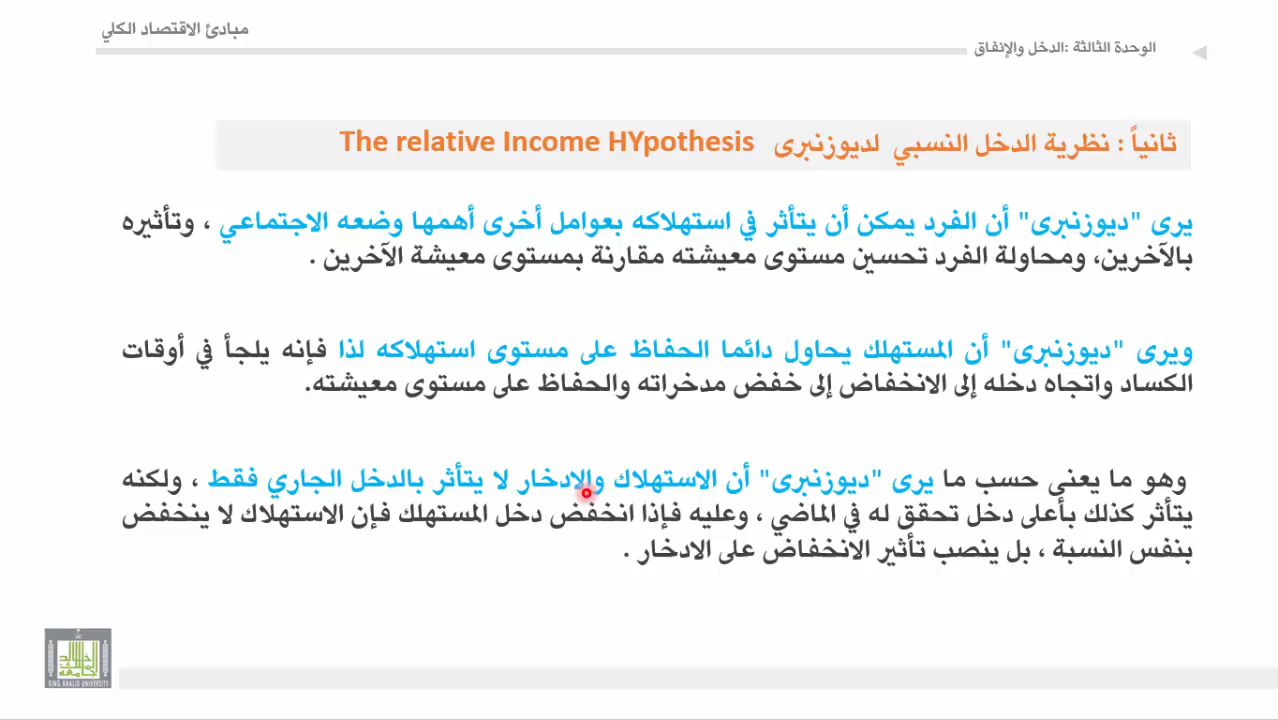 مبادئ الاقتصاد الكلي
الوحدة الثالثة :الدخل والإنفاق
ثانياً : نظرية الدخل النسبي لديوزنبرى The relative Income HYpothesis
يرى "ديوزنبرى" أن الفرد يمكن أن يتأثر في استهلاكه بعوامل أخرى أهمها وضعه الاجتماعي ، وتأثيره
بالآخرين، ومحاولة الفرد تحسين مستوى معيشته مقارنة بمستوى معيشة الآخرين .
ويرى "ديوزنبرى" أن المستهلك يحاول دائما الحفاظ على مستوى استهلاكه لذا فإنه يلجأ في أوقات
الكساد واتجاه دخله إلى الانخفاض إلى خفض مدخراته والحفاظ على مستوى معيشته.
وهو ما يعنى حسب ما يرى "ديوزنبرى" أن الاستهلاك والادخار لا يتأثر بالدخل الجاري فقط ، ولكنه
يتأثر كذلك بأعلى دخل تحقق له في الماضي ، وعليه فإذا انخفض دخل المستهلك فإن الاستهلاك لا ينخفض
بنفس النسبة ، بل ينصب تأثير الانخفاض على الادخار .
KING KHALID UNIVERSITY